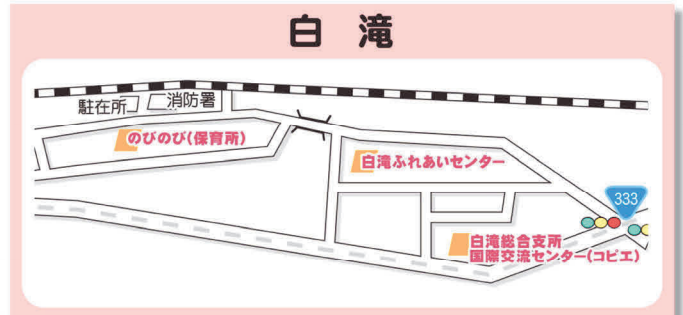 白滝
駐在所
消防署
のびのび(保育所)
白滝ふれあいセンター
333
白滝総合支所
国際交流センター(コピエ)